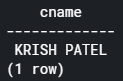 cname
-------------
KRISH PATEL
(1 row)